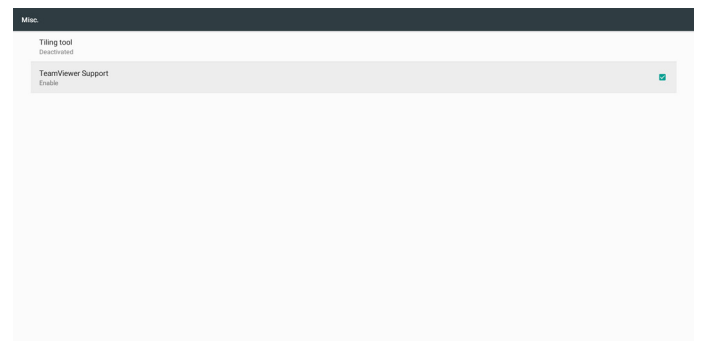 Misc.
Tiling tool
Deactivated
TeamViewer Support
Enable